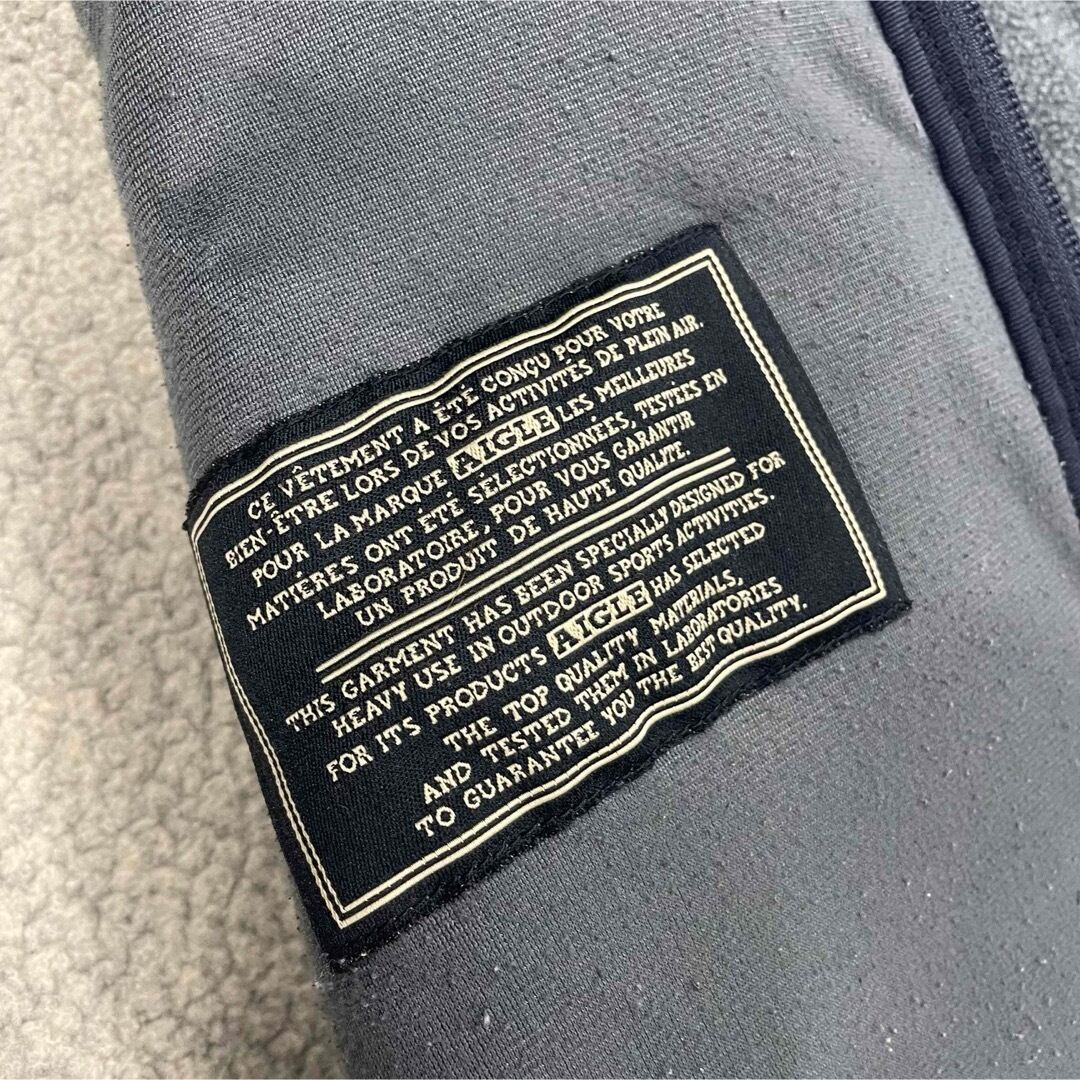 CE VÊTEMENT A ÉTÉ CONÇU POUR VOTRE
BIEN-ÊTRE LORS DE VOS ACTIVITÉS DE PLEIN AIR.
POUR LA MARQUE AIGLE LES MEILLEURES
MATIÉRES ONT ÉTÉ SÉLECTIONNÉES, TESTÉES EN
LABORATOIRE, POUR VOUS GARANTIR
UN PRODUIT DE HAUTE QUALITE.
THIS GARMENT HAS BEEN SPECIALLY DESIGNED FOR
HEAVY USE IN OUTDOOR SPORTS ACTIVITIES.
FOR ITS PRODUCTS AIGLE HAS SELECTED
THE TOP QUALITY MATERIALS,
AND TESTED THEM IN LABORATORIES
TO GUARANTEE YOU THE BEST QUALITY.